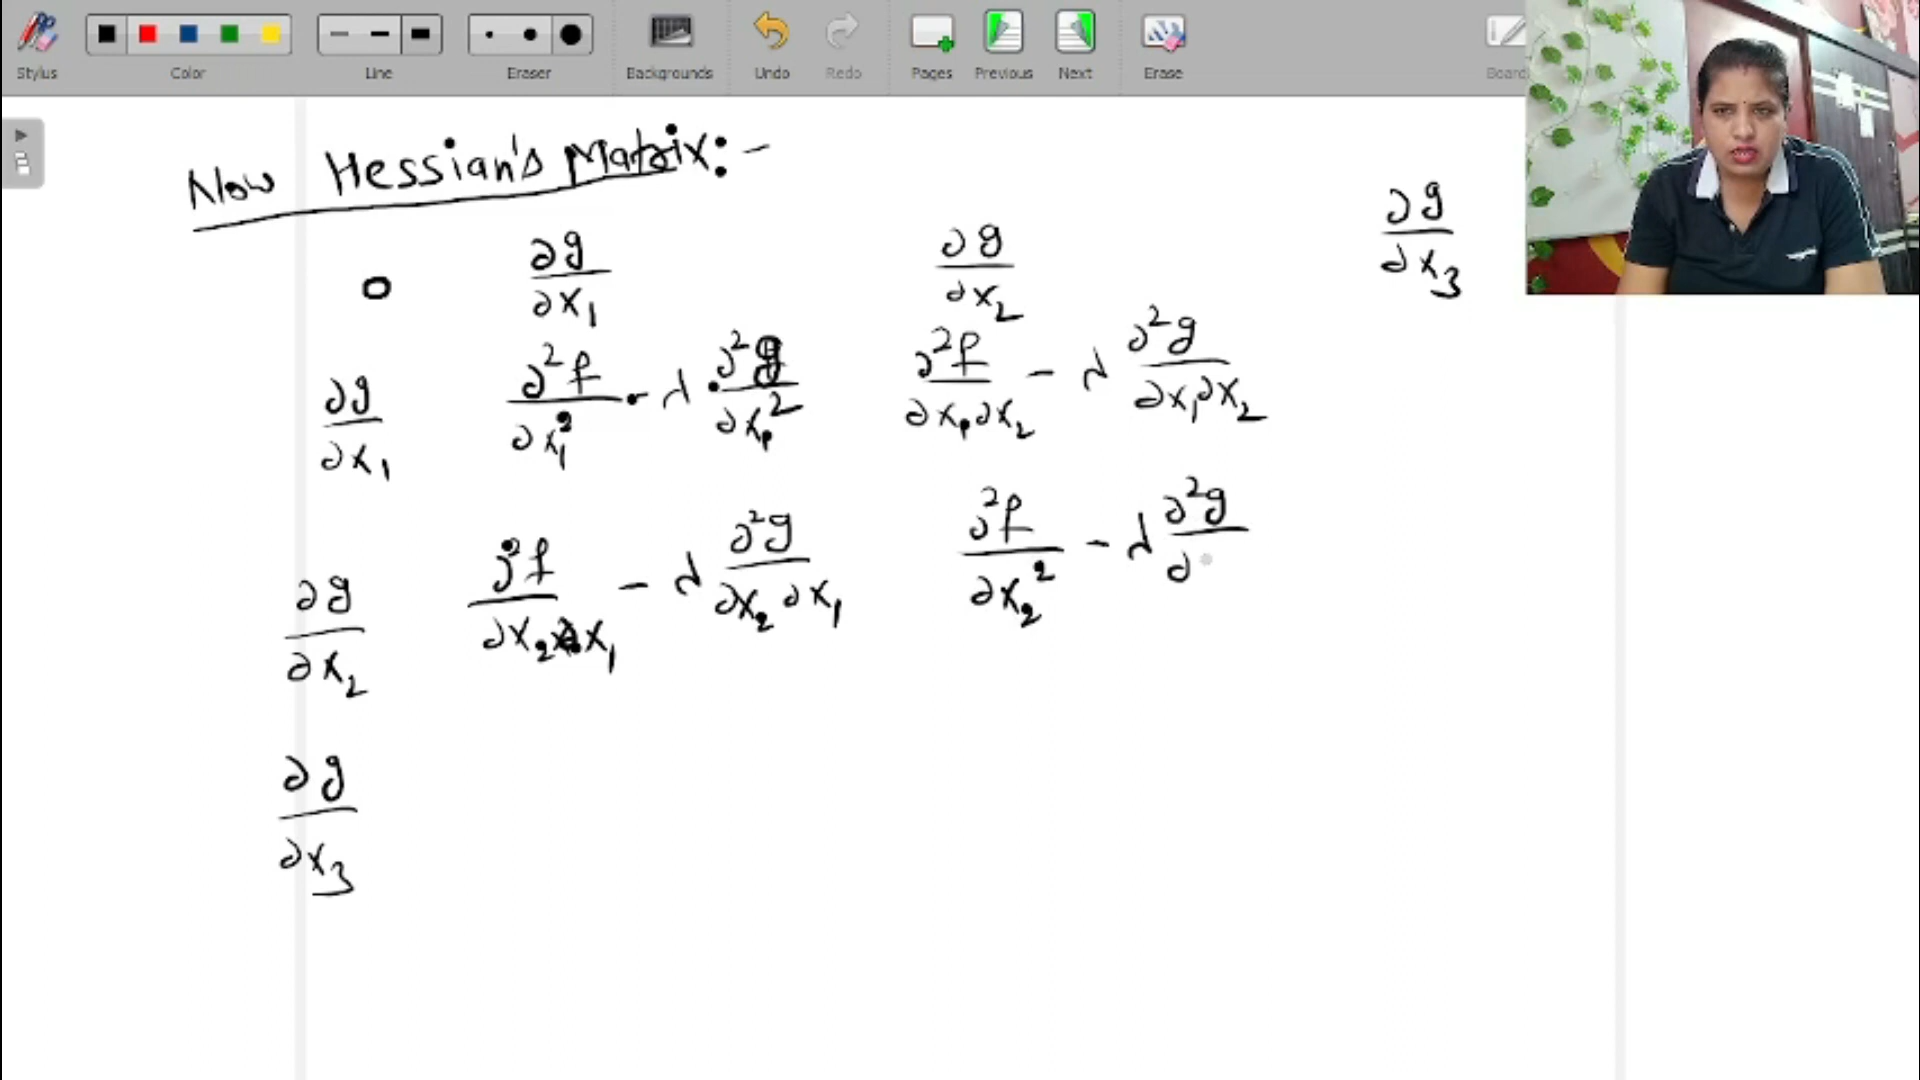 Stylus Color Line Eraser Backgrounds Undo Redo Pages Previous Next Erase Board
Now Hessian's Matrix:-
0 ∂g/∂x₁ ∂g/∂x₂ ∂g/∂x₃
∂g/∂x₁ ∂²f/∂x₁² - λ ∂²g/∂x₁² ∂²f/∂x₁∂x₂ - λ ∂²g/∂x₁∂x₂
∂g/∂x₂ ∂²f/∂x₂∂x₁ - λ ∂²g/∂x₂∂x₁ ∂²f/∂x₂² - λ ∂²g/∂
∂g/∂x₃